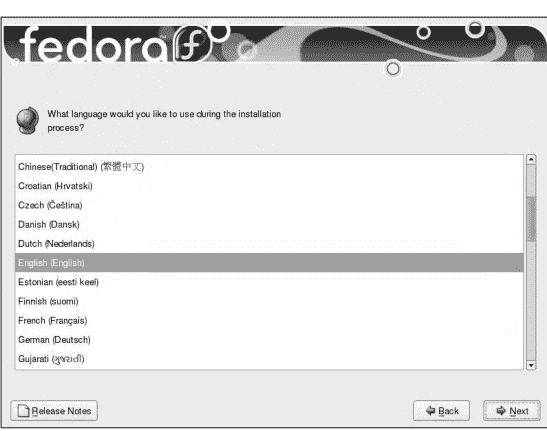 fedora f
What language would you like to use during the installation
process?
Chinese(Traditional) (繁體中文)
Croatian (Hrvatski)
Czech (Čeština)
Danish (Dansk)
Dutch (Nederlands)
English (English)
Estonian (eesti keel)
Finnish (suomi)
French (Français)
German (Deutsch)
Gujarati (ગુજરાતી)
Release Notes
Back
Next